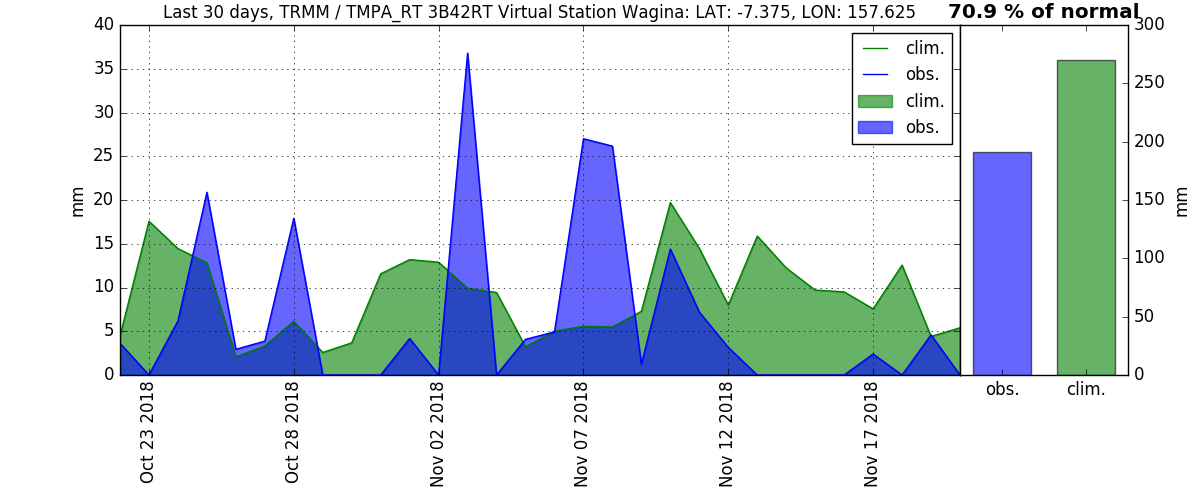 Last 30 days, TRMM / TMPA_RT 3B42RT Virtual Station Wagina: LAT: -7.375, LON: 157.625
70.9 % of normal
40
35
30
25
20
15
10
5
0
mm
clim.
obs.
clim.
obs.
Oct 23 2018
Oct 28 2018
Nov 02 2018
Nov 07 2018
Nov 12 2018
Nov 17 2018
300
250
200
150
100
50
0
mm
obs.
clim.